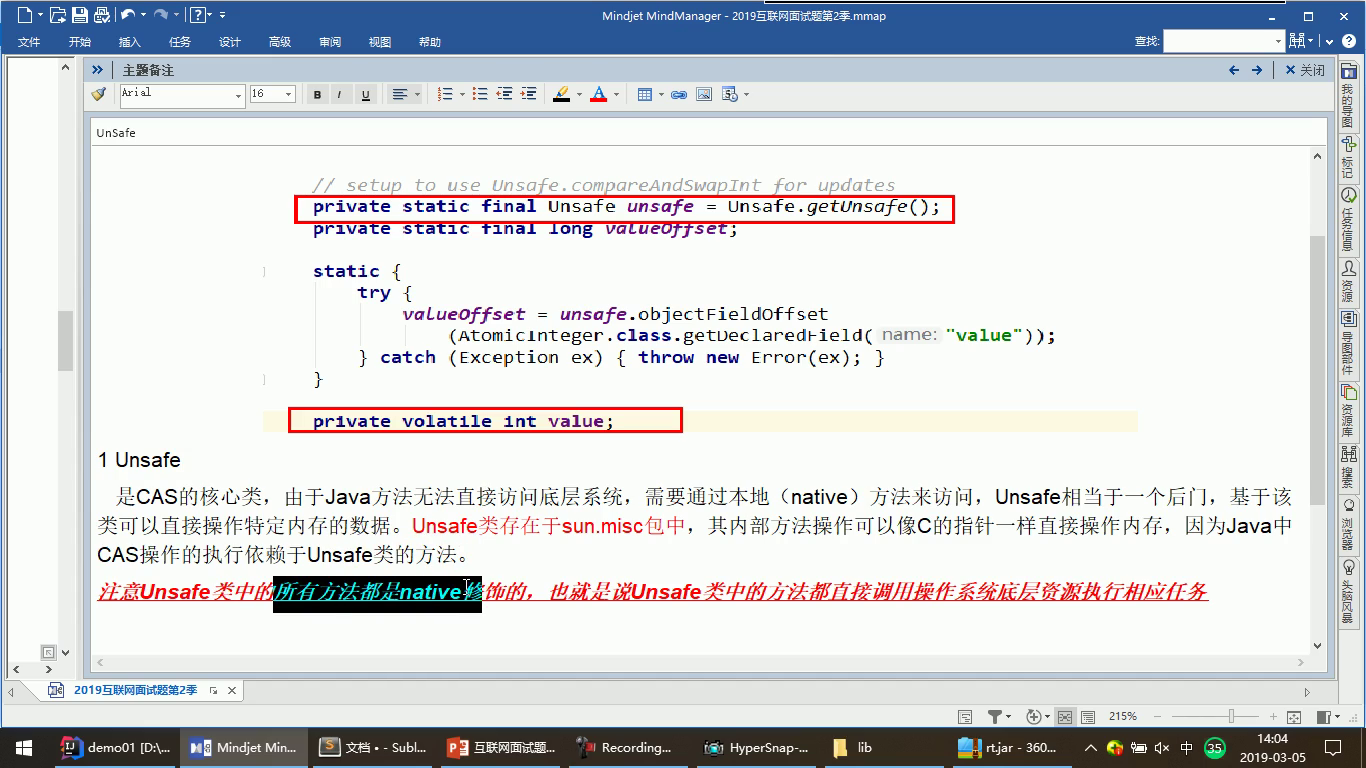 Mindjet MindManager - 2019互联网面试题第2季.mmap
文件 开始 插入 任务 设计 高级 审阅 视图 帮助 查找:
主题备注 关闭
Arial 16 B I U
UnSafe
// setup to use Unsafe.compareAndSwapInt for updates
private static final Unsafe unsafe = Unsafe.getUnsafe();
private static final long valueOffset;
static {
try {
valueOffset = unsafe.objectFieldOffset
(AtomicInteger.class.getDeclaredField( name: "value"));
} catch (Exception ex) { throw new Error(ex); }
}
private volatile int value;
1 Unsafe
是CAS的核心类，由于Java方法无法直接访问底层系统，需要通过本地（native）方法来访问，Unsafe相当于一个后门，基于该
类可以直接操作特定内存的数据。Unsafe类存在于sun.misc包中，其内部方法操作可以像C的指针一样直接操作内存，因为Java中
CAS操作的执行依赖于Unsafe类的方法。
注意Unsafe类中的所有方法都是native修饰的，也就是说Unsafe类中的方法都直接调用操作系统底层资源执行相应任务
我的导图
标记
任务信息
资源
导图部件
资源库
搜索
浏览器
头脑风暴
2019互联网面试题第2季
215%
demo01 [D:\... Mindjet Min... 文档 • - Subl... 互联网面试题... Recording... HyperSnap-... lib rt.jar - 360... 中 35 14:04
2019-03-05